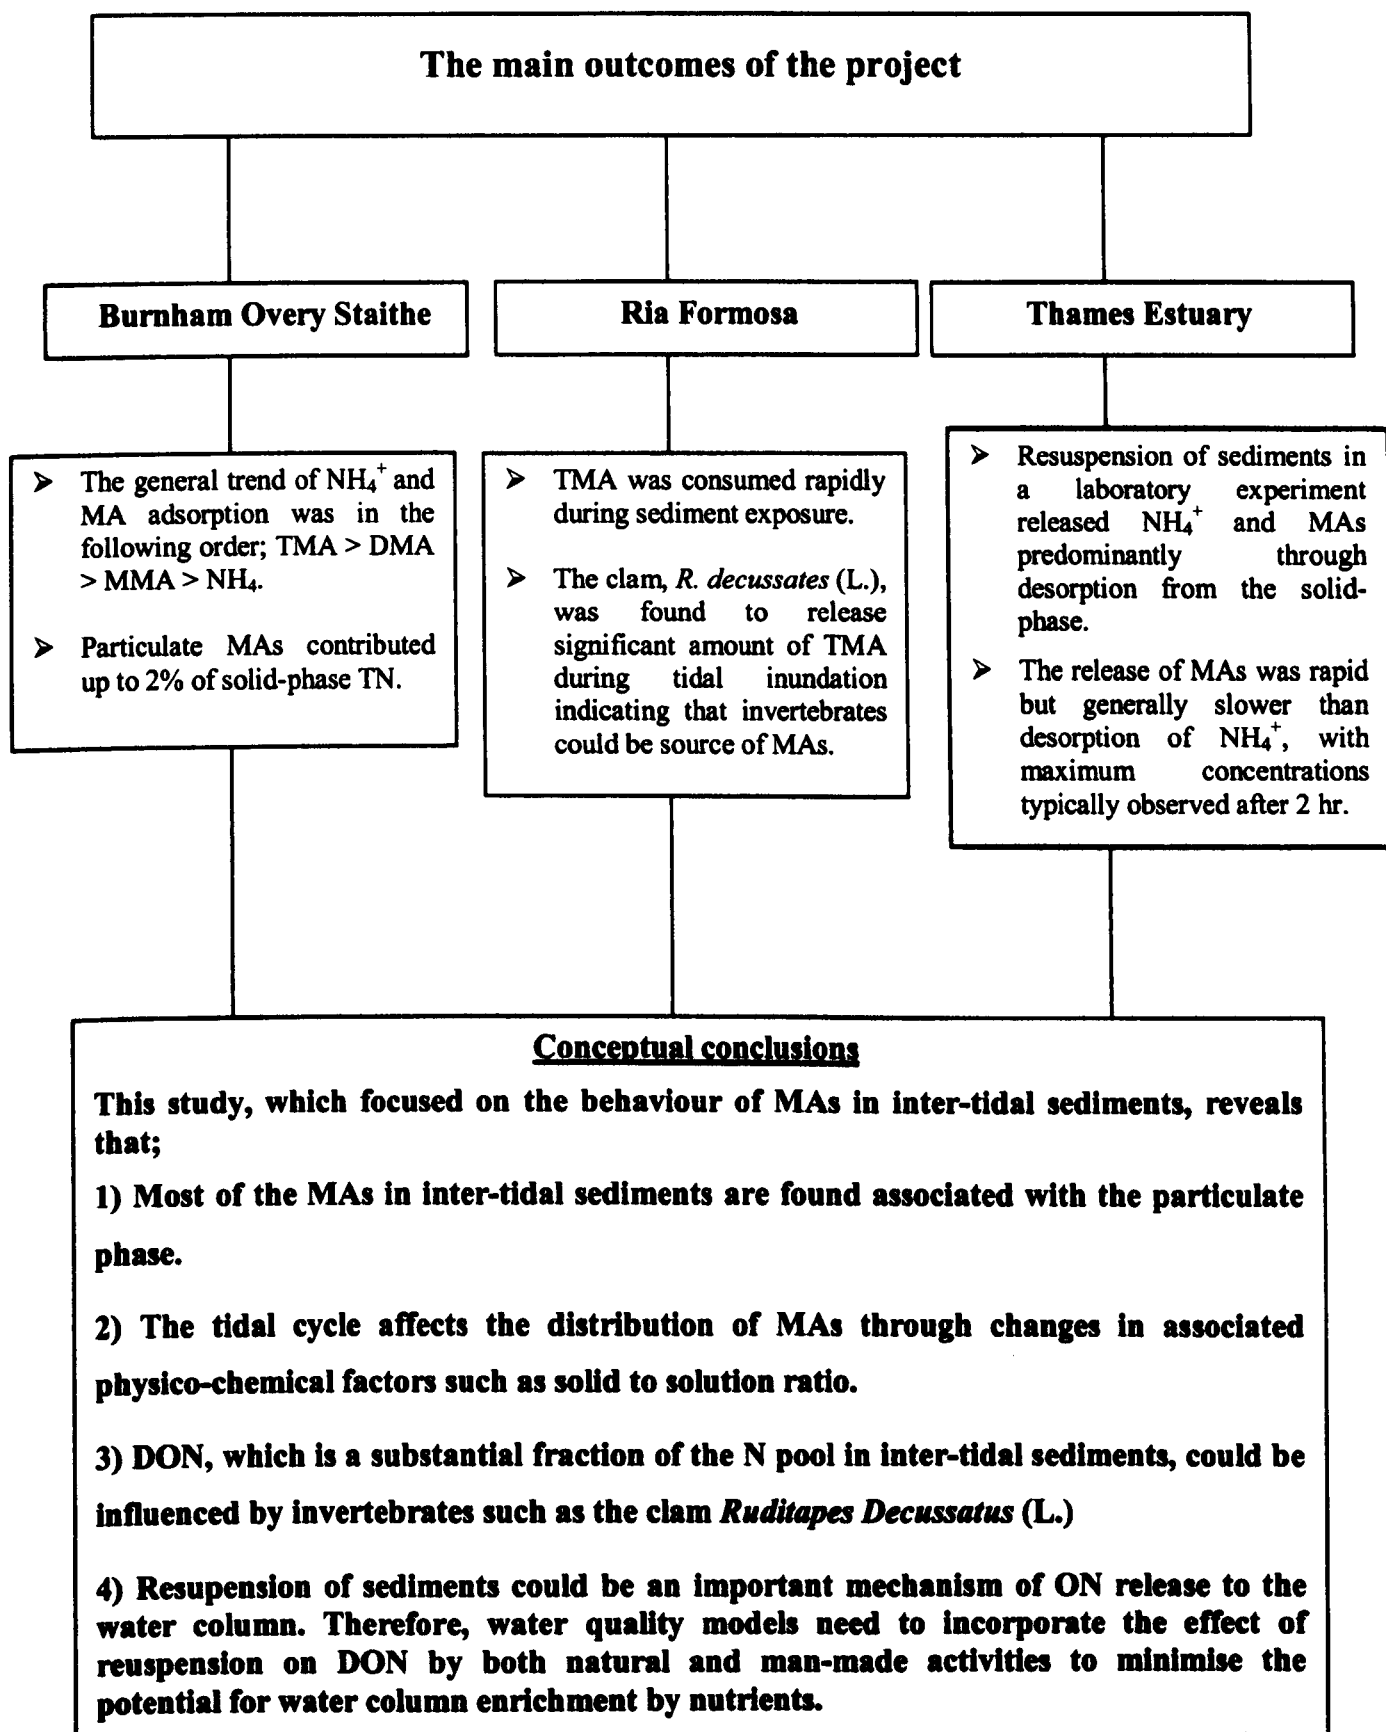 The main outcomes of the project
Burnham Overy Staithe
Ria Formosa
Thames Estuary
➢ The general trend of NH₄⁺ and
MA adsorption was in the
following order; TMA > DMA
> MMA > NH₄.
➢ Particulate MAs contributed
up to 2% of solid-phase TN.
➢ TMA was consumed rapidly
during sediment exposure.
➢ The clam, R. decussates (L.),
was found to release
significant amount of TMA
during tidal inundation
indicating that invertebrates
could be source of MAs.
➢ Resuspension of sediments in
a laboratory experiment
released NH₄⁺ and MAs
predominantly through
desorption from the solid-
phase.
➢ The release of MAs was rapid
but generally slower than
desorption of NH₄⁺, with
maximum concentrations
typically observed after 2 hr.
Conceptual conclusions
This study, which focused on the behaviour of MAs in inter-tidal sediments, reveals
that;
1) Most of the MAs in inter-tidal sediments are found associated with the particulate
phase.
2) The tidal cycle affects the distribution of MAs through changes in associated
physico-chemical factors such as solid to solution ratio.
3) DON, which is a substantial fraction of the N pool in inter-tidal sediments, could be
influenced by invertebrates such as the clam Ruditapes Decussatus (L.)
4) Resupension of sediments could be an important mechanism of ON release to the
water column. Therefore, water quality models need to incorporate the effect of
reuspension on DON by both natural and man-made activities to minimise the
potential for water column enrichment by nutrients.